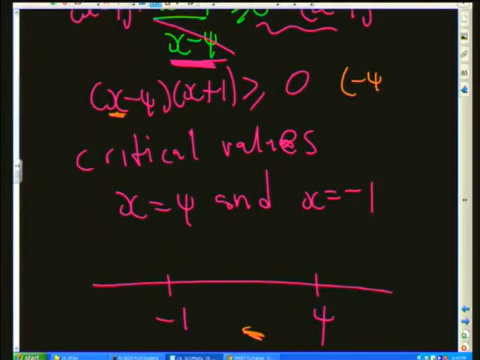 x-4
(x-4)(x+1) ≥ 0 (-4
critical values
x=4 and x=-1
-1 4